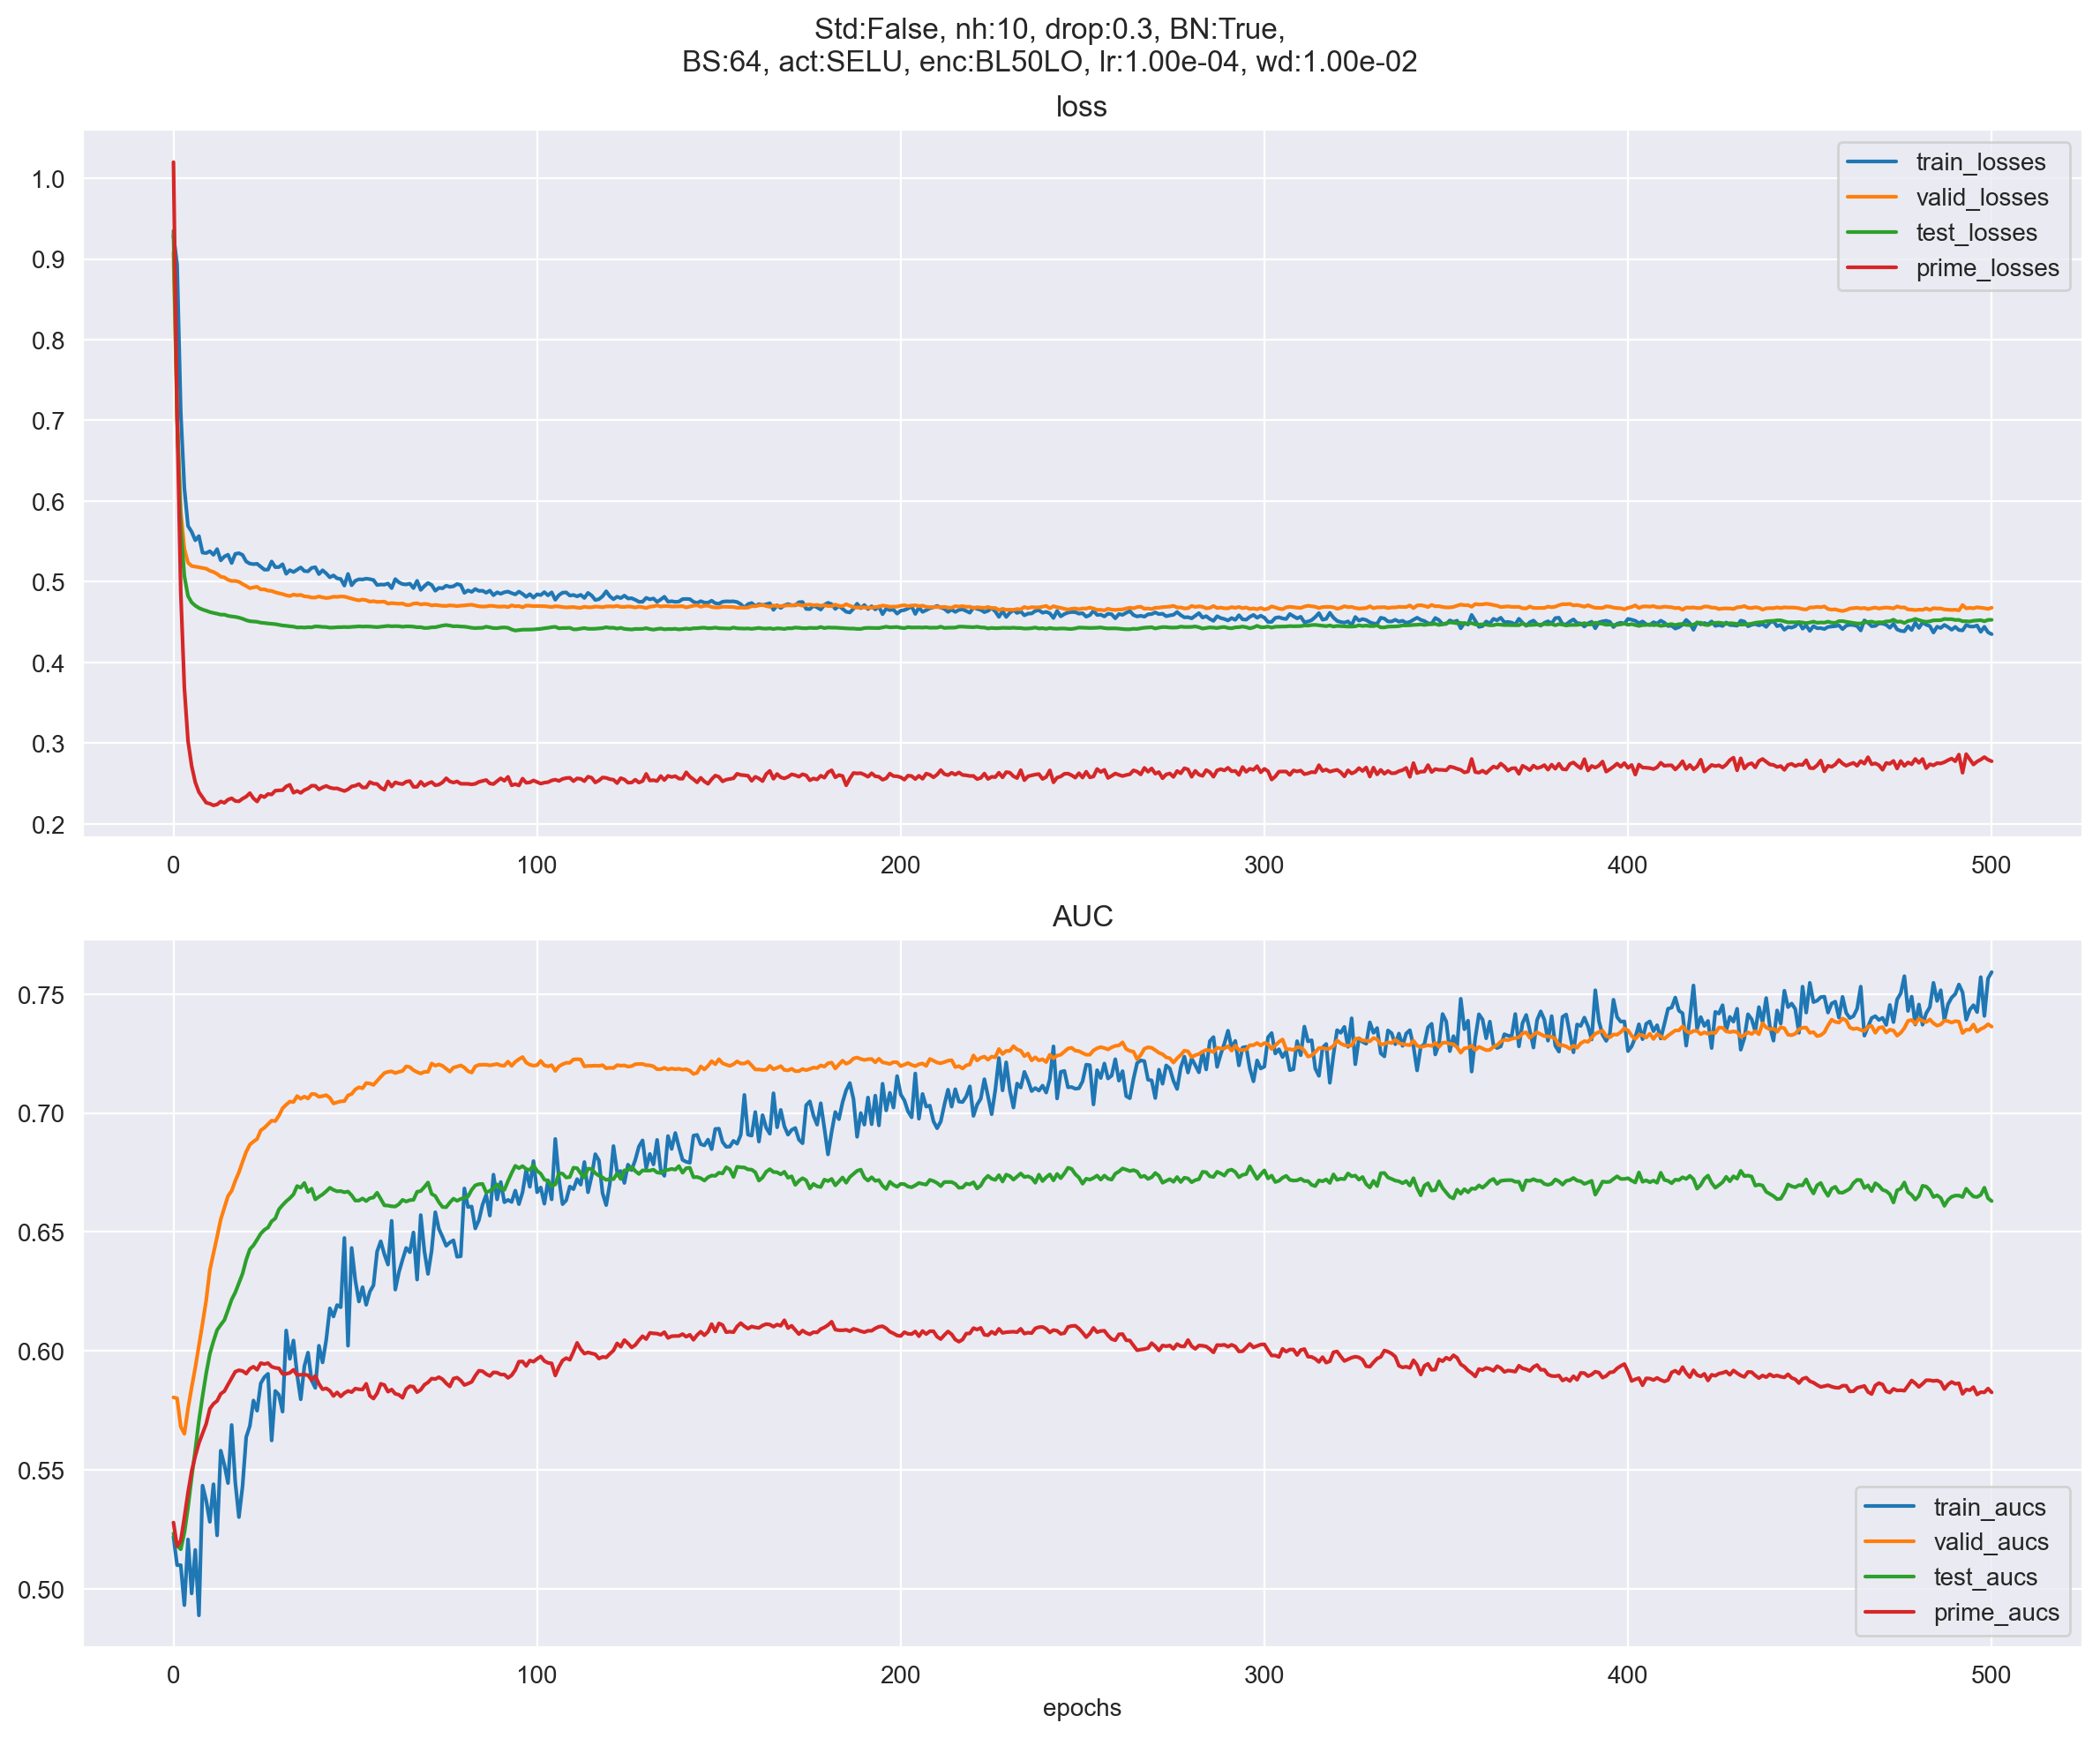 Std:False, nh:10, drop:0.3, BN:True,
BS:64, act:SELU, enc:BL50LO, lr:1.00e-04, wd:1.00e-02
loss
1.0
0.9
0.8
0.7
0.6
0.5
0.4
0.3
0.2
train_losses
valid_losses
test_losses
prime_losses
0 100 200 300 400 500
AUC
0.75
0.70
0.65
0.60
0.55
0.50
train_aucs
valid_aucs
test_aucs
prime_aucs
0 100 200 300 400 500
epochs